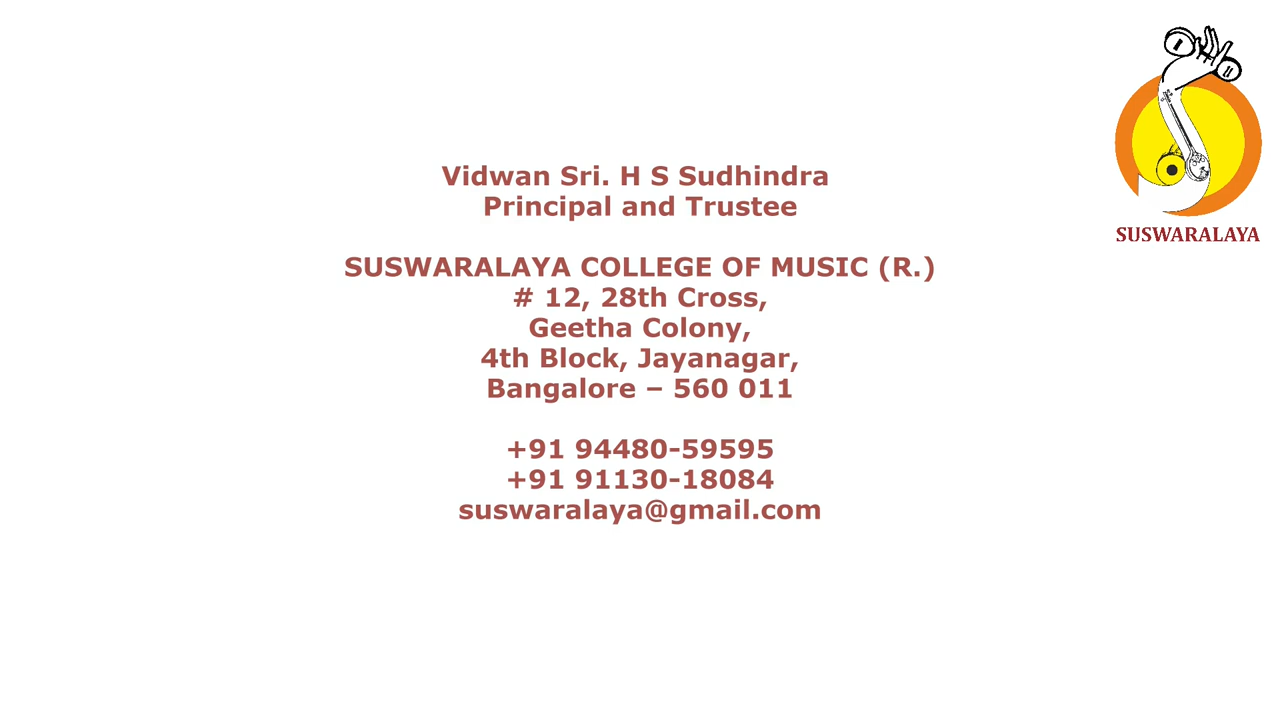 Vidwan Sri. H S Sudhindra
Principal and Trustee
SUSWARALAYA COLLEGE OF MUSIC (R.)
# 12, 28th Cross,
Geetha Colony,
4th Block, Jayanagar,
Bangalore – 560 011
+91 94480-59595
+91 91130-18084
suswaralaya@gmail.com
SUSWARALAYA